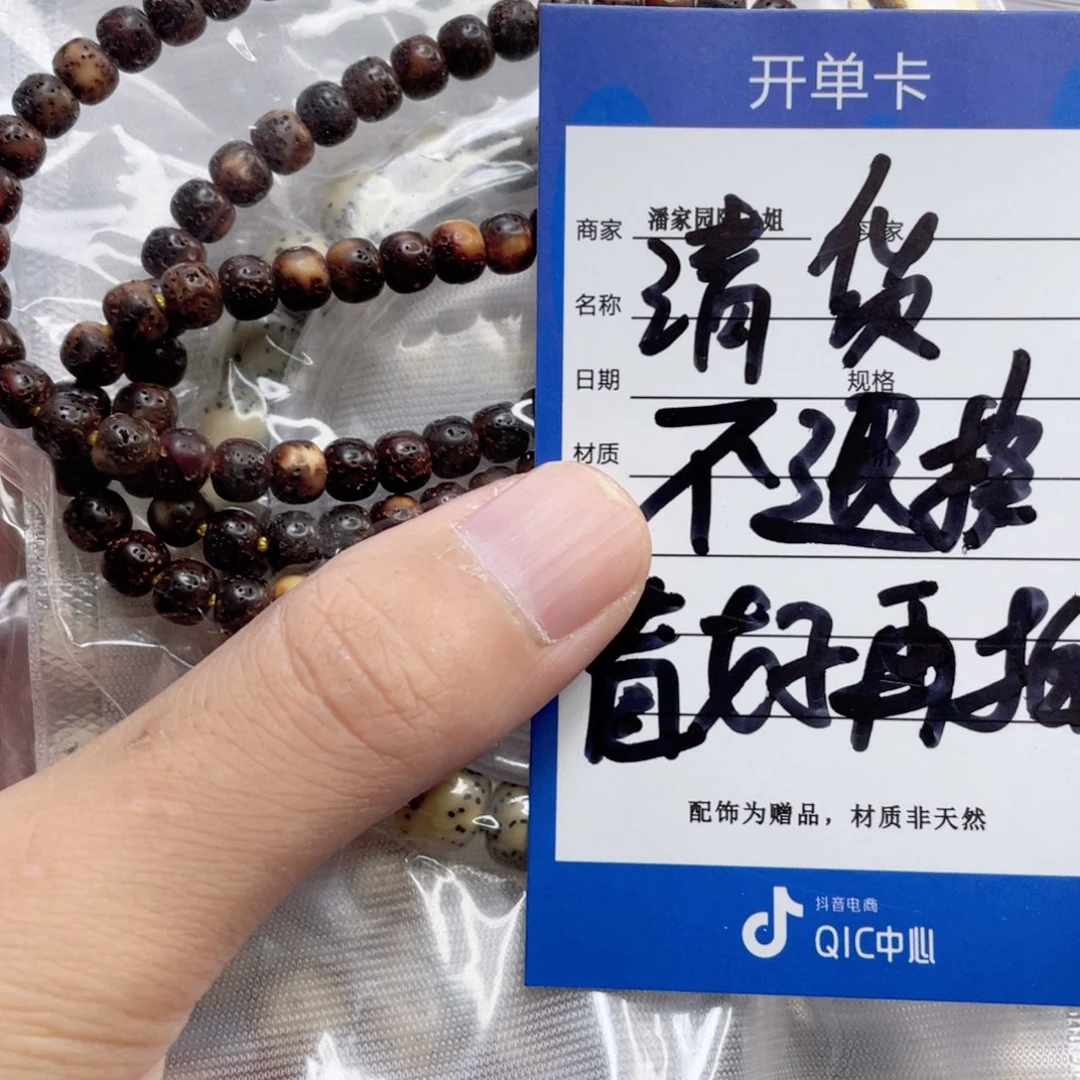 开单卡
商家 潘家园 姐 买家
清货
名称
日期 规格
不退换
材质
看好再拍
配饰为赠品，材质非天然
抖音电商
QIC中心